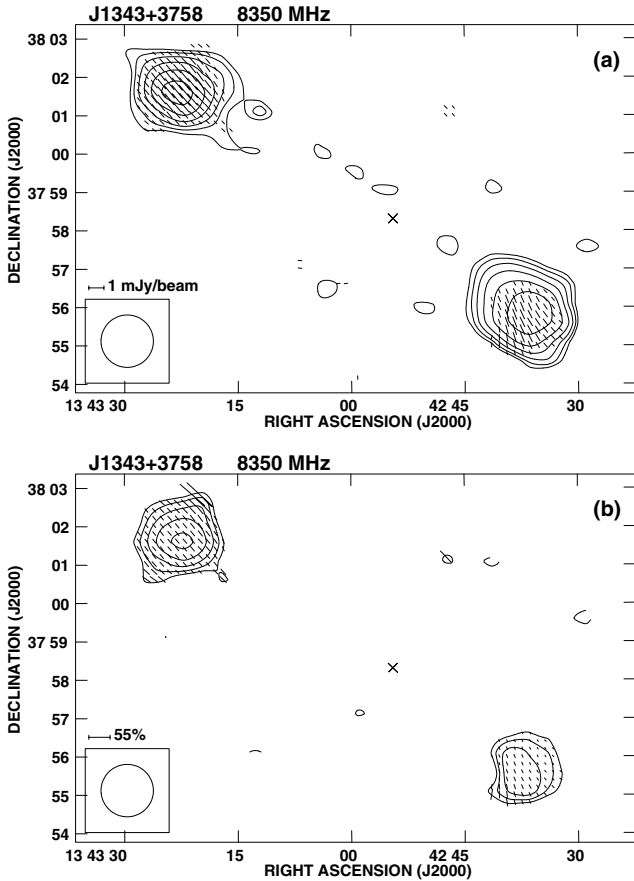 J1343+3758 8350 MHz
(a)
38 03
02
01
00
37 59
58
57
56
55
54
DECLINATION (J2000)
1 mJy/beam
13 43 30 15 00 42 45 30
RIGHT ASCENSION (J2000)
J1343+3758 8350 MHz
(b)
38 03
02
01
00
37 59
58
57
56
55
54
DECLINATION (J2000)
55%
13 43 30 15 00 42 45 30
RIGHT ASCENSION (J2000)